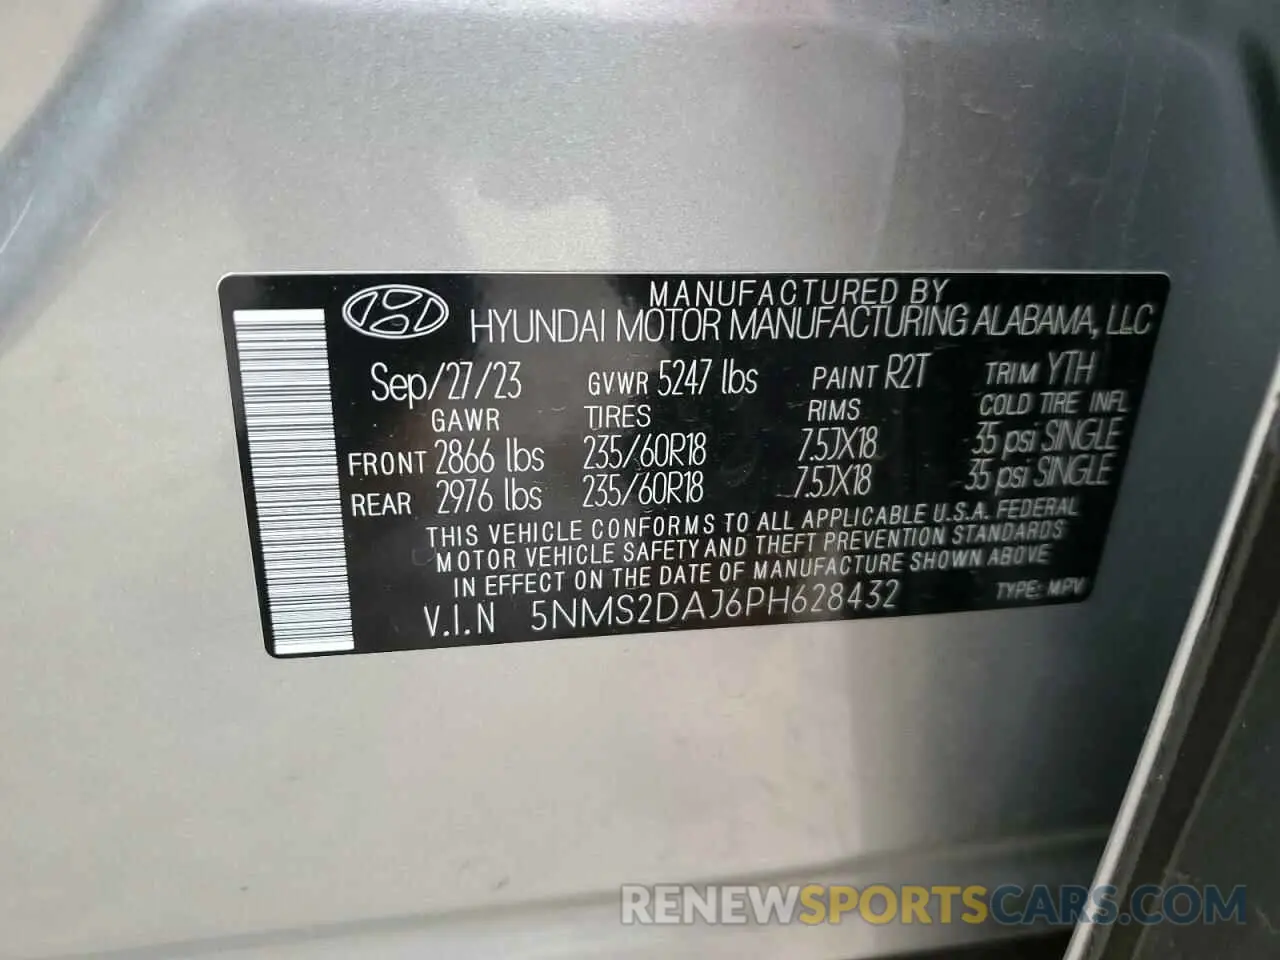 MANUFACTURED BY
HYUNDAI MOTOR MANUFACTURING ALABAMA, LLC
Sep/27/23 GVWR 5247 lbs PAINT R2T TRIM YTH
GAWR TIRES RIMS COLD TIRE INFL
FRONT 2866 lbs 235/60R18 7.5JX18 35 psi SINGLE
REAR 2976 lbs 235/60R18 7.5JX18 35 psi SINGLE
THIS VEHICLE CONFORMS TO ALL APPLICABLE U.S.A. FEDERAL
MOTOR VEHICLE SAFETY AND THEFT PREVENTION STANDARDS
IN EFFECT ON THE DATE OF MANUFACTURE SHOWN ABOVE
V.I.N 5NMS2DAJ6PH628432 TYPE: MPV
RENEWSPORTSCARS.COM